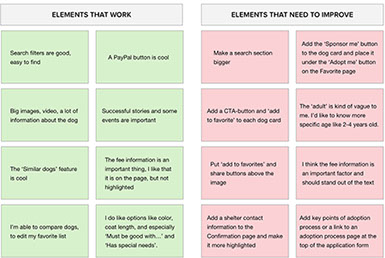 ELEMENTS THAT WORK
ELEMENTS THAT NEED TO IMPROVE
Search filters are good,
easy to find
A PayPal button is cool
Make a search section
bigger
Add the 'Sponsor me' button
to the dog card and place it
under the 'Adopt me' button
on the Favorite page
Big images, video, a lot of
information about the dog
Successful stories and some
events are important
Add a CTA-button and 'add
to favorite' to each dog card
The 'adult' is kind of vague to
me. I'd like to know more
specific age like 2-4 years old.
The 'Similar dogs' feature
is cool
The fee information is an
important thing, I like that
it is on the page, but not
highlighted
Put 'add to favorites' and
share buttons above the
image
I think the fee information is
an important factor and
should stand out of the text
I'm able to compare dogs,
to edit my favorite list
I do like options like color,
coat length, and especially
'Must be good with...' and
'Has special needs'.
Add a shelter contact
information to the
Confirmation page and make
it more highlighted
Add key points of adoption
process or a link to an
adoption process page at the
top of the application form